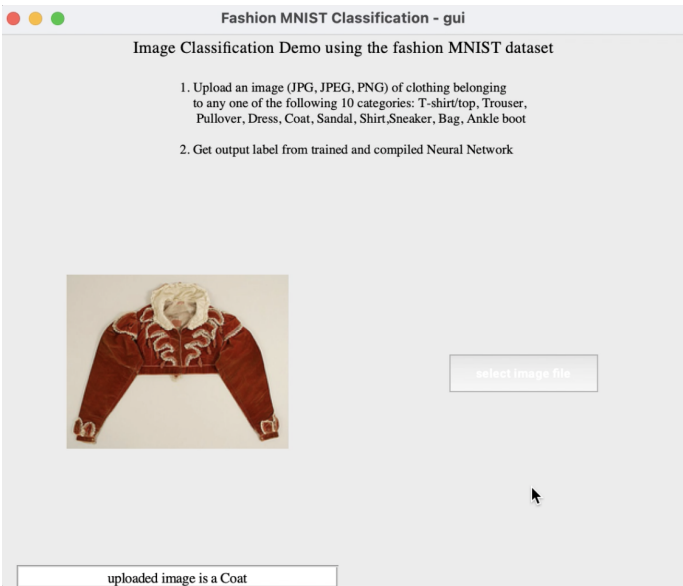 Fashion MNIST Classification - gui
Image Classification Demo using the fashion MNIST dataset
1. Upload an image (JPG, JPEG, PNG) of clothing belonging
to any one of the following 10 categories: T-shirt/top, Trouser,
Pullover, Dress, Coat, Sandal, Shirt,Sneaker, Bag, Ankle boot
2. Get output label from trained and compiled Neural Network
select image file
uploaded image is a Coat